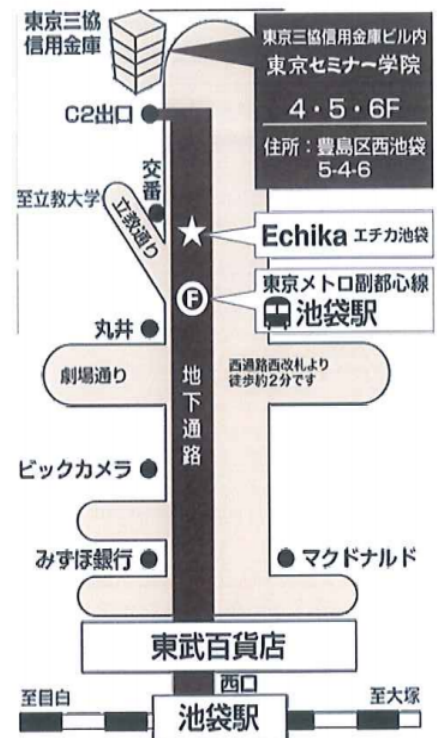 東京三協
信用金庫
東京三協信用金庫ビル内
東京セミナー学院
4・5・6F
住所：豊島区西池袋
5-4-6
C2出口
交番
至立教大学
立教通り
Echika エチカ池袋
F
東京メトロ副都心線
池袋駅
丸井
劇場通り
地下通路
西通路西改札より
徒歩約2分です
ビックカメラ
みずほ銀行
マクドナルド
東武百貨店
西口
至目白
池袋駅
至大塚